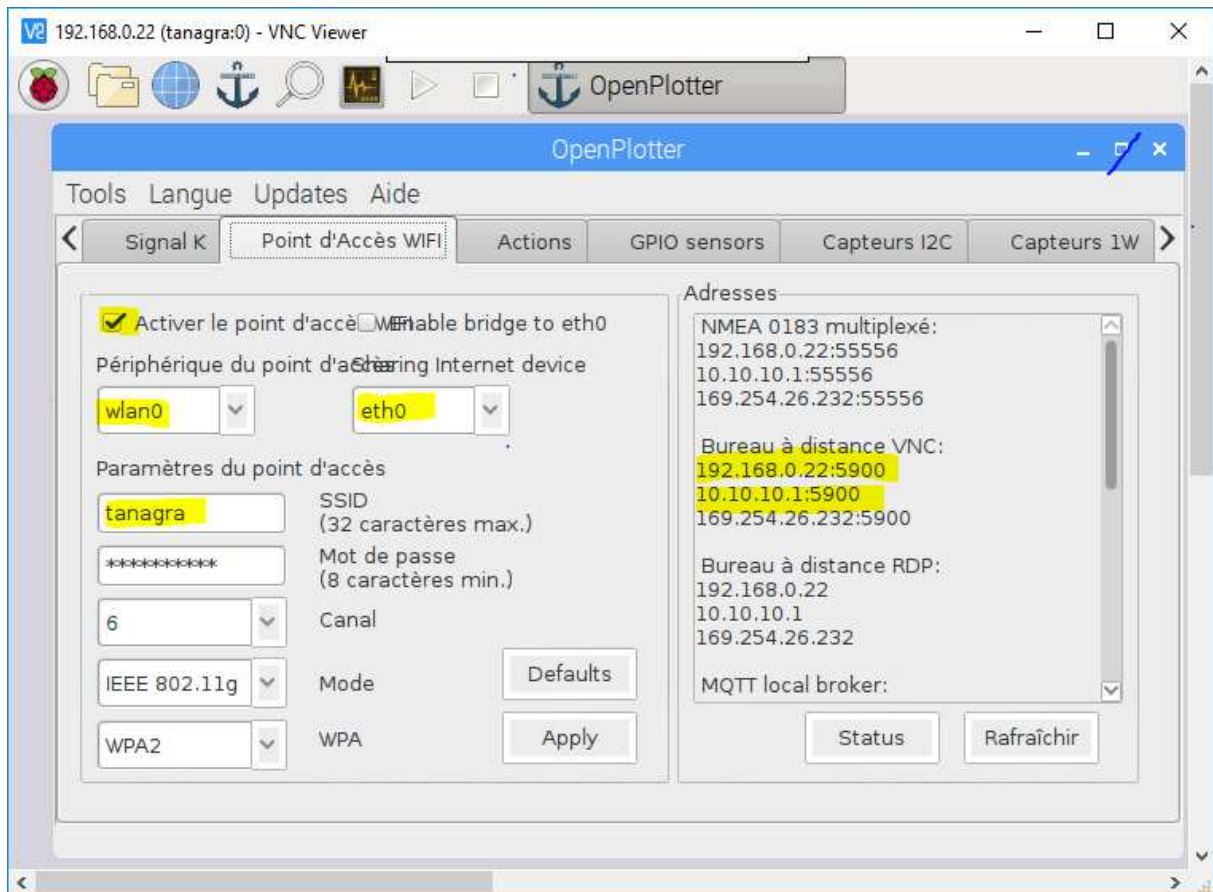 192.168.0.22 (tanagra:0) - VNC Viewer
OpenPlotter
OpenPlotter
Tools Langue Updates Aide
Signal K Point d'Accès WIFI Actions GPIO sensors Capteurs I2C Capteurs 1W
Activer le point d'accè Enable bridge to eth0
Périphérique du point d'accès Sharing Internet device
wlan0 eth0
Paramètres du point d'accès
tanagra SSID
(32 caractères max.)
********** Mot de passe
(8 caractères min.)
6 Canal
IEEE 802.11g Mode
Defaults
WPA2 WPA
Apply
Adresses
NMEA 0183 multiplexé:
192.168.0.22:55556
10.10.10.1:55556
169.254.26.232:55556
Bureau à distance VNC:
192.168.0.22:5900
10.10.10.1:5900
169.254.26.232:5900
Bureau à distance RDP:
192.168.0.22
10.10.10.1
169.254.26.232
MQTT local broker:
Status Rafraîchir